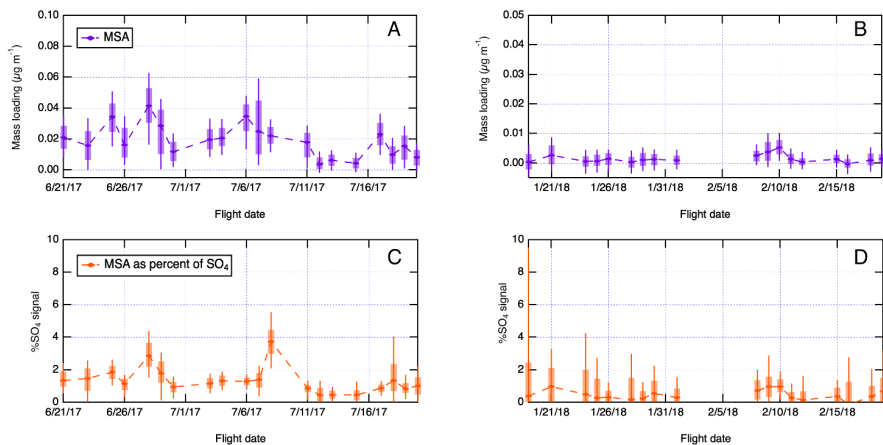 A
MSA
Mass loading (µg m⁻¹)
0.10
0.08
0.06
0.04
0.02
0.00
6/21/17 6/26/17 7/1/17 7/6/17 7/11/17 7/16/17
Flight date
B
Mass loading (µg m⁻¹)
0.05
0.04
0.03
0.02
0.01
0.00
1/21/18 1/26/18 1/31/18 2/5/18 2/10/18 2/15/18
Flight date
C
MSA as percent of SO₄
%SO₄ signal
10
8
6
4
2
0
6/21/17 6/26/17 7/1/17 7/6/17 7/11/17 7/16/17
Flight date
D
%SO₄ signal
10
8
6
4
2
0
1/21/18 1/26/18 1/31/18 2/5/18 2/10/18 2/15/18
Flight date